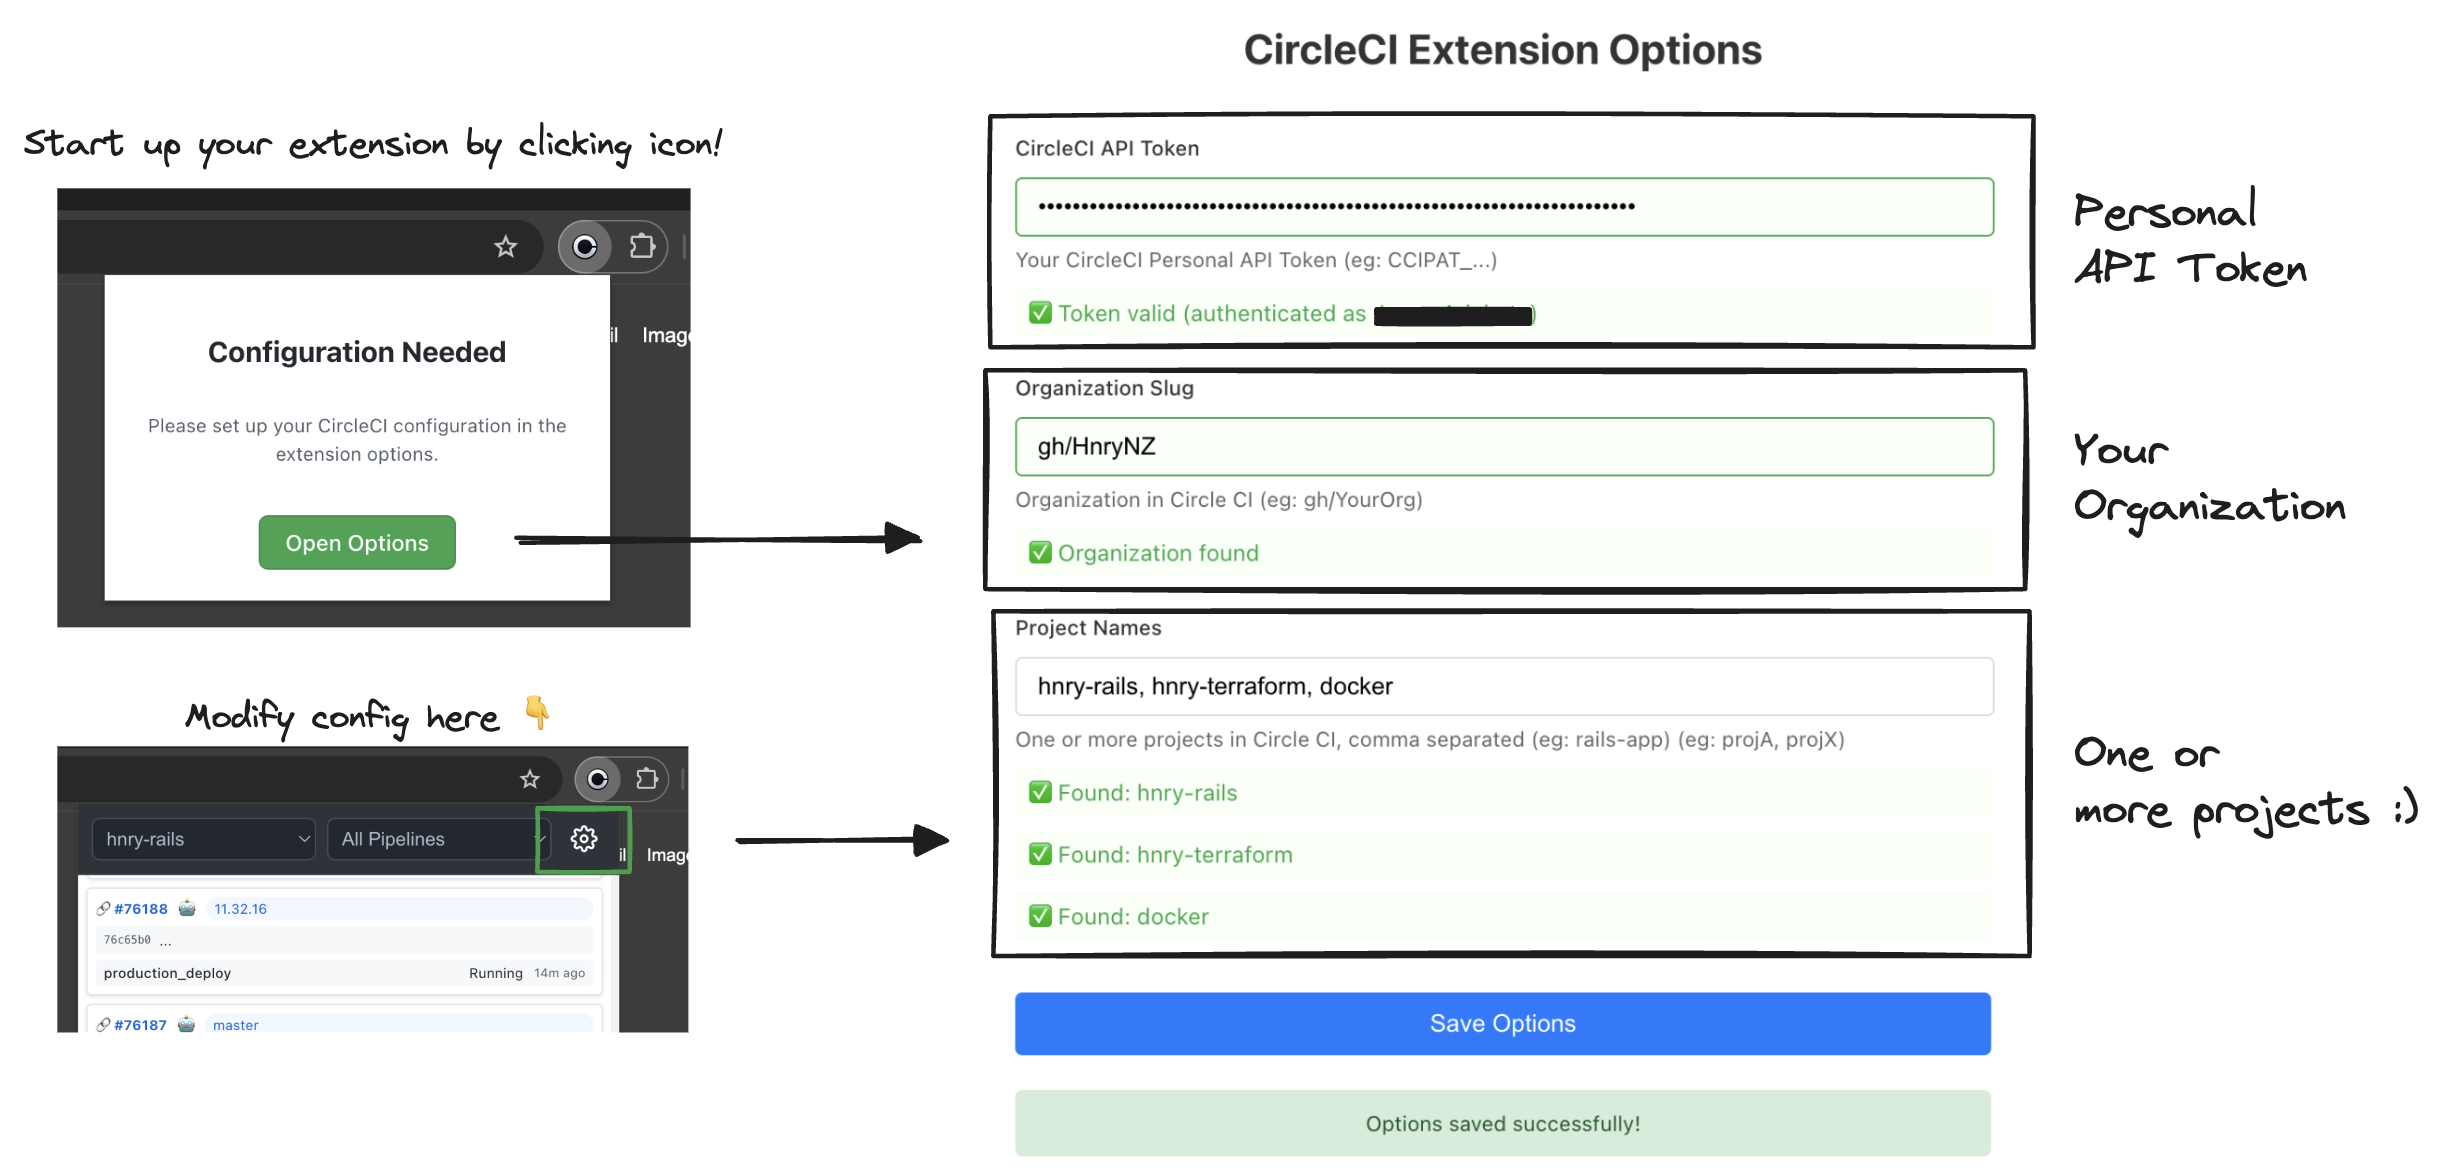 CircleCI Extension Options
Start up your extension by clicking icon!
il Image
Configuration Needed
Please set up your CircleCI configuration in the
extension options.
Open Options
Modify config here 👇
hnry-rails
All Pipelines
il Image
#76188 11.32.16
76c65b0 ...
production_deploy Running 14m ago
#76187 master
CircleCI API Token
••••••••••••••••••••••••••••••••••••••••••••••••••••••••••••••••••••••
Your CircleCI Personal API Token (eg: CCIPAT_...)
✅ Token valid (authenticated as )
Personal
API Token
Organization Slug
gh/HnryNZ
Organization in Circle CI (eg: gh/YourOrg)
✅ Organization found
Your
Organization
Project Names
hnry-rails, hnry-terraform, docker
One or more projects in Circle CI, comma separated (eg: rails-app) (eg: projA, projX)
✅ Found: hnry-rails
✅ Found: hnry-terraform
✅ Found: docker
One or
more projects :)
Save Options
Options saved successfully!